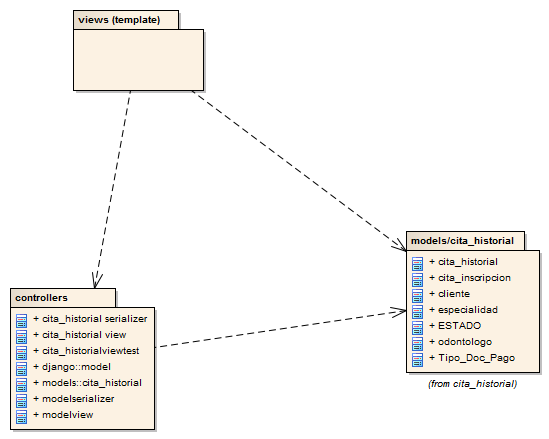 views (template)
models/cita_historial
+ cita_historial
+ cita_inscripcion
+ cliente
+ especialidad
+ ESTADO
+ odontologo
+ Tipo_Doc_Pago
(from cita_historial)
controllers
+ cita_historial serializer
+ cita_historial view
+ cita_historialviewtest
+ django::model
+ models::cita_historial
+ modelserializer
+ modelview